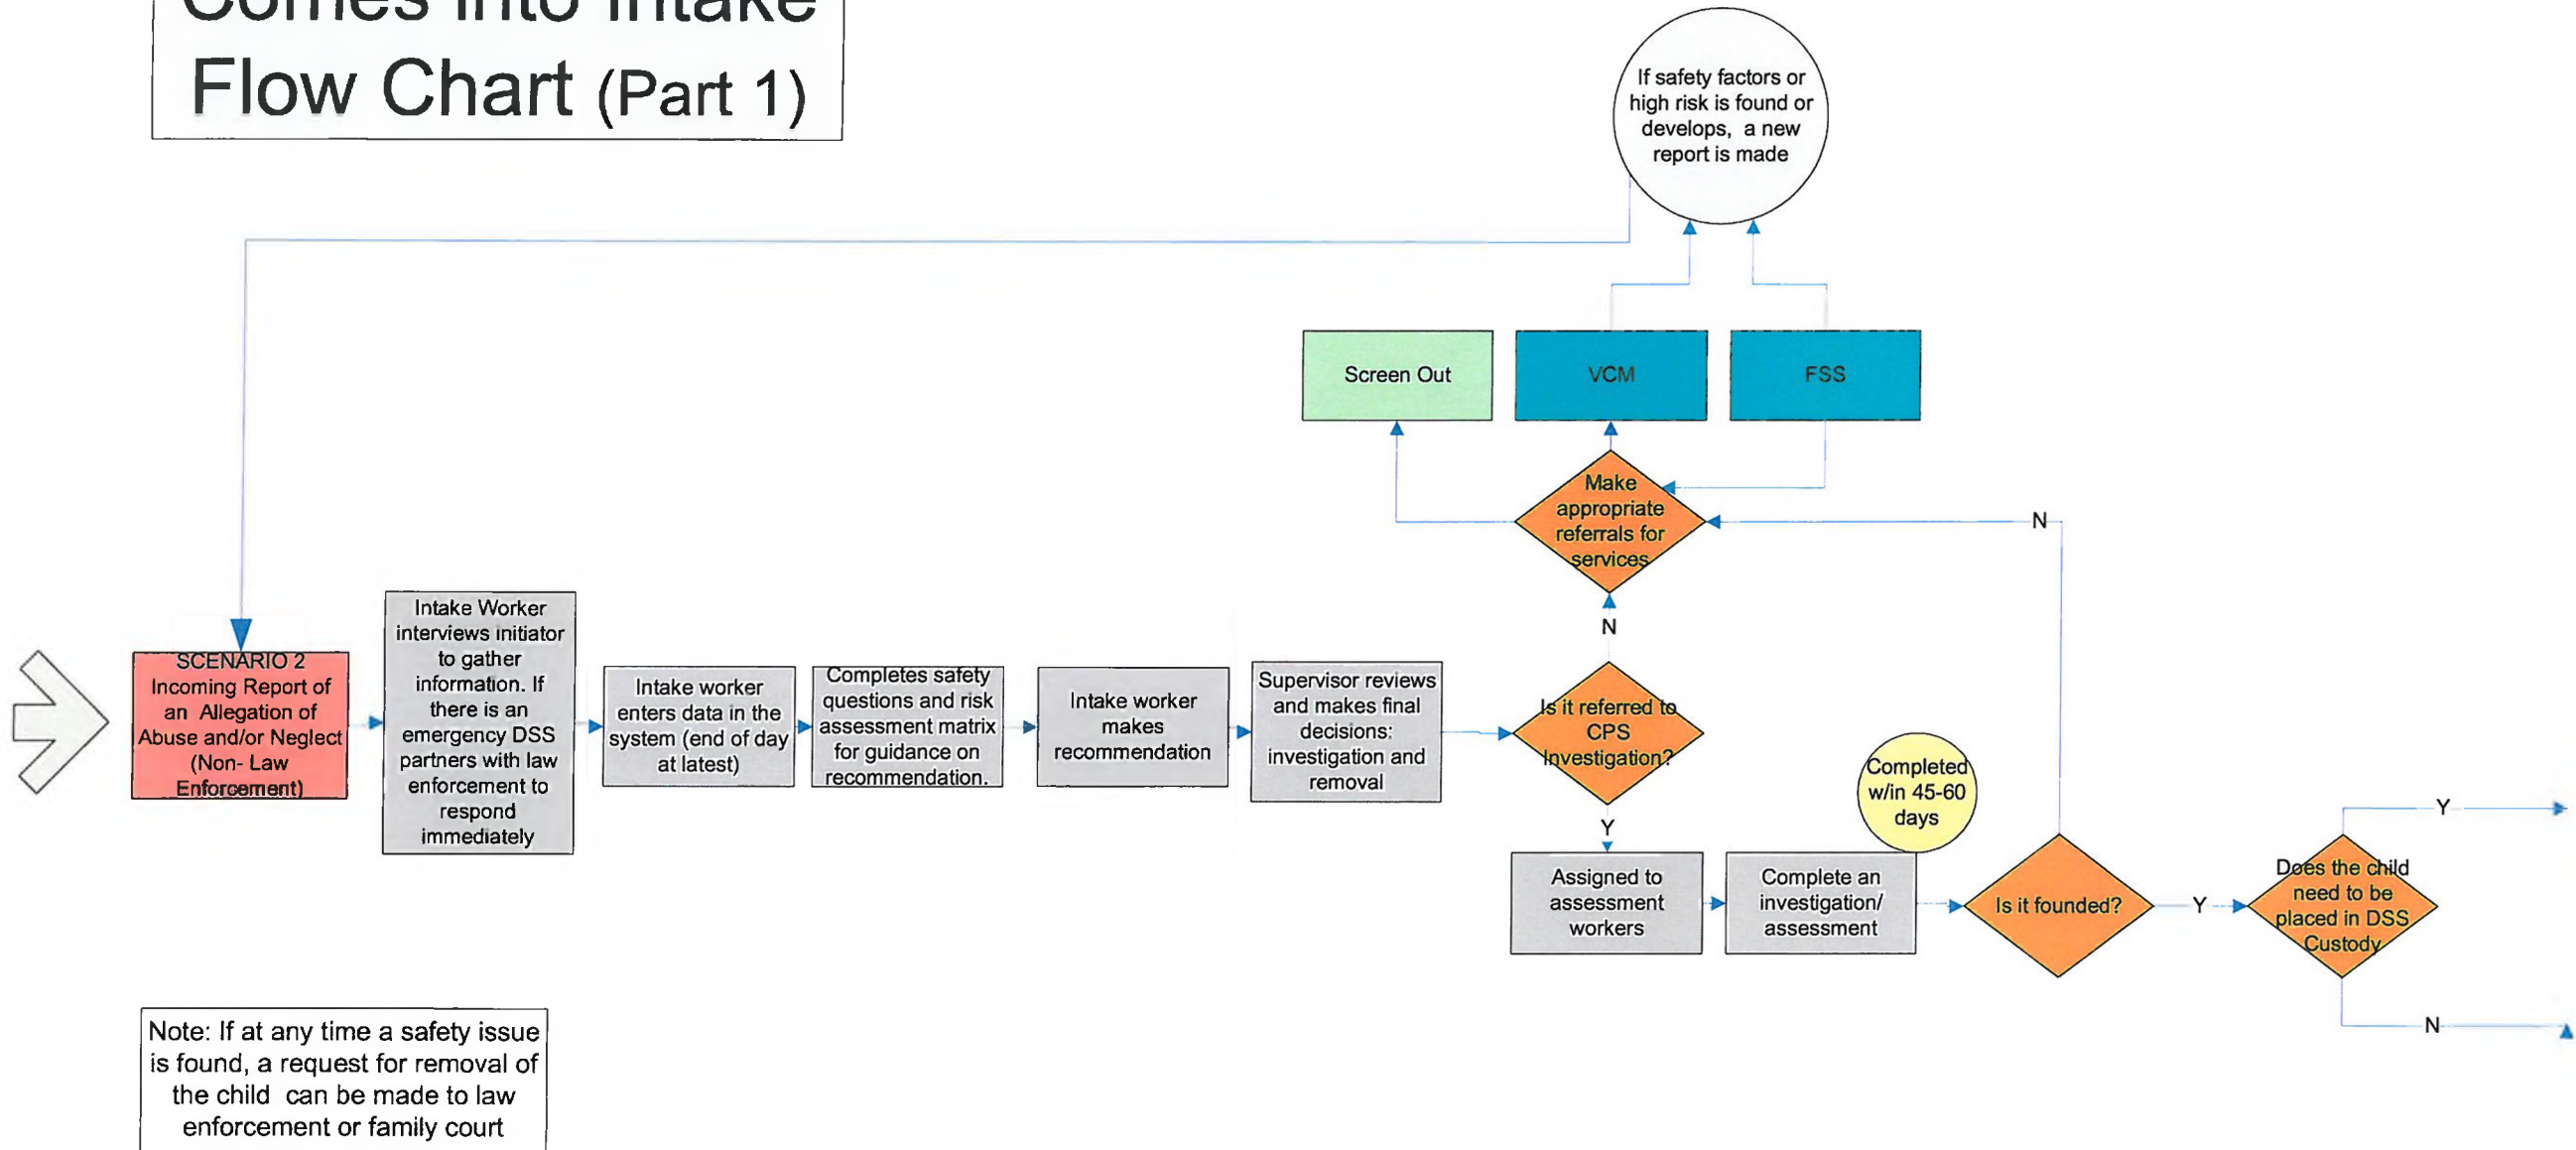 Comes into Intake
Flow Chart (Part 1)
If safety factors or
high risk is found or
develops, a new
report is made
Screen Out
VCM
FSS
Make
appropriate
referrals for
services
N
N
SCENARIO 2
Incoming Report of
an Allegation of
Abuse and/or Neglect
(Non- Law
Enforcement)
Intake Worker
interviews initiator
to gather
information. If
there is an
emergency DSS
partners with law
enforcement to
respond
immediately
Intake worker
enters data in the
system (end of day
at latest)
Completes safety
questions and risk
assessment matrix
for guidance on
recommendation.
Intake worker
makes
recommendation
Supervisor reviews
and makes final
decisions:
investigation and
removal
Is it referred to
CPS
Investigation?
Y
Assigned to
assessment
workers
Complete an
investigation/
assessment
Completed
w/in 45-60
days
Is it founded?
Y
Does the child
need to be
placed in DSS
Custody
Y
N
Note: If at any time a safety issue
is found, a request for removal of
the child can be made to law
enforcement or family court